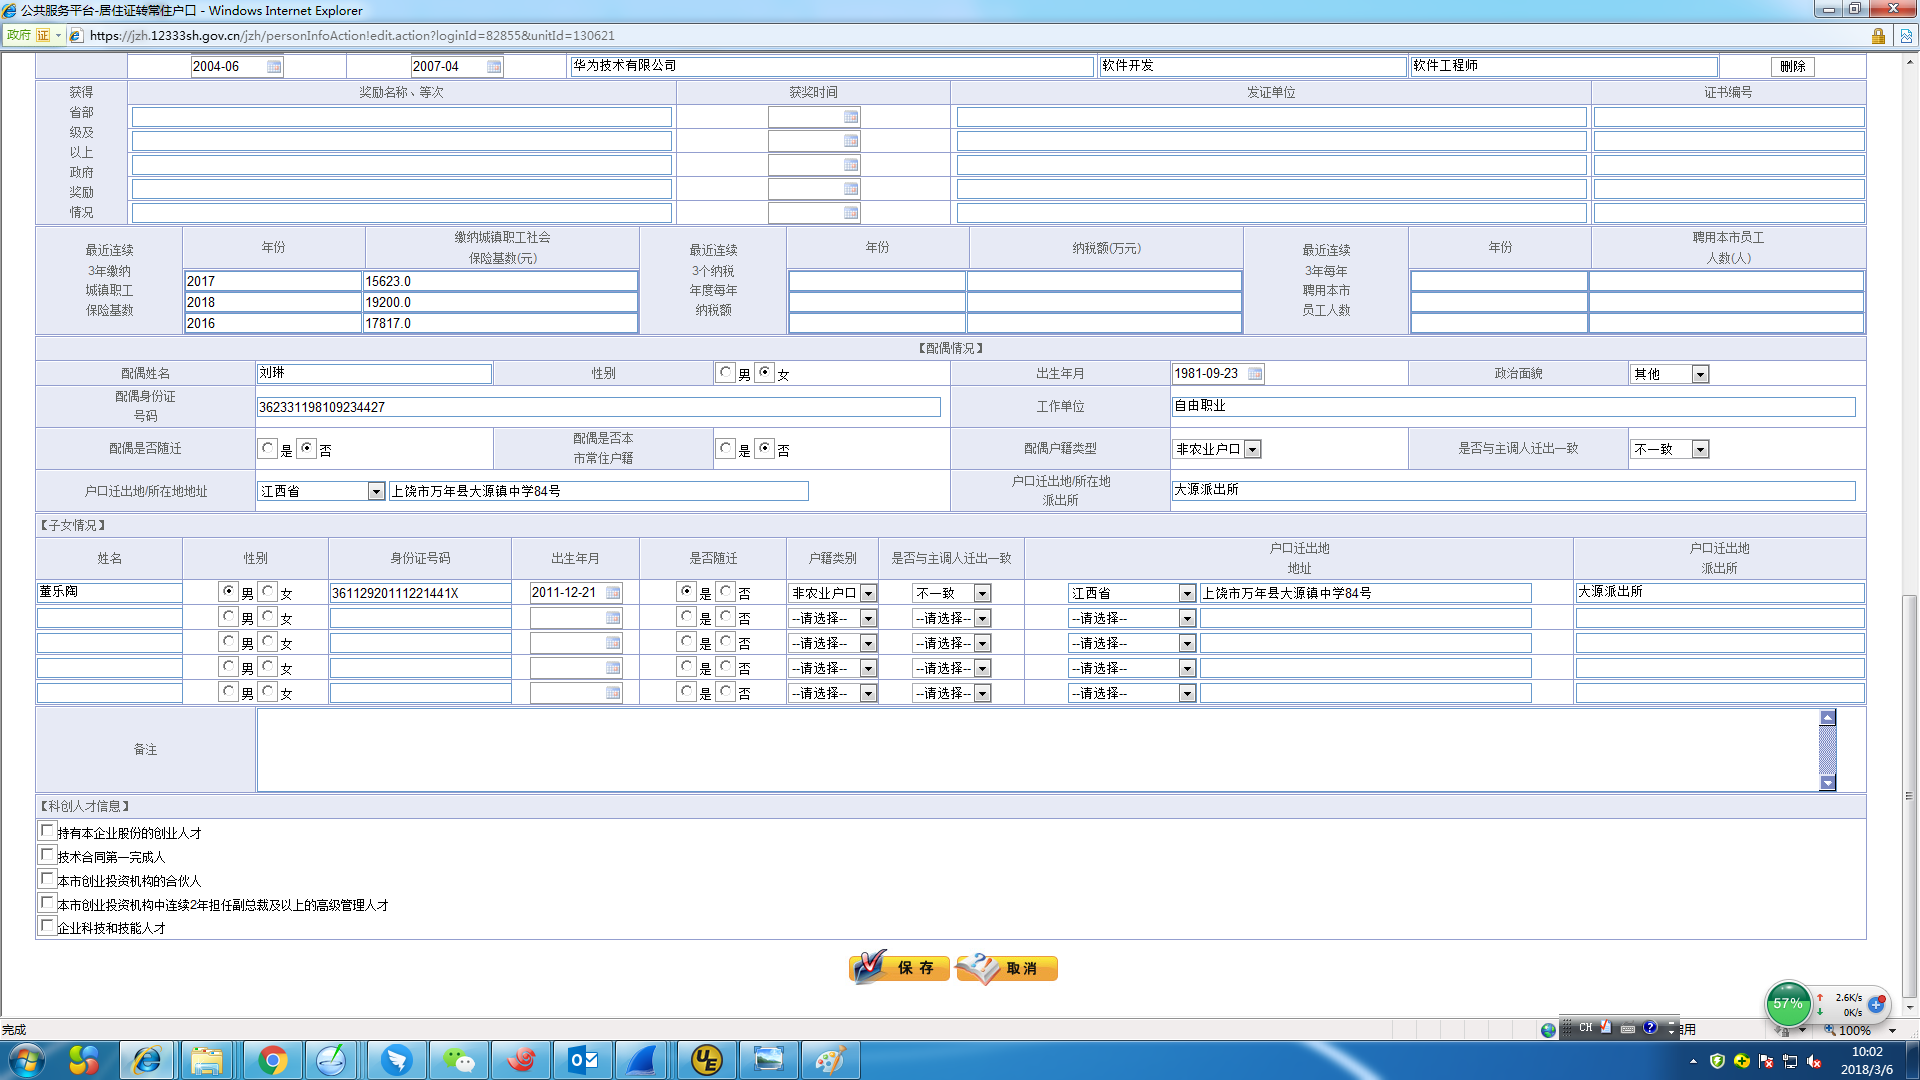 公共服务平台-居住证转常住户口 - Windows Internet Explorer
政府 证 https://jzh.12333sh.gov.cn/jzh/personInfoAction!edit.action?loginId=82855&unitId=130621
2004-06 2007-04 华为技术有限公司 软件开发 软件工程师 删除
获得
省部
级及
以上
政府
奖励
情况
奖励名称、等次 获奖时间 发证单位 证书编号
最近连续
3年缴纳
城镇职工
保险基数
年份 缴纳城镇职工社会
保险基数(元)
2017 15623.0
2018 19200.0
2016 17817.0
最近连续
3个纳税
年度每年
纳税额
年份 纳税额(万元)
最近连续
3年每年
聘用本市
员工人数
年份 聘用本市员工
人数(人)
【配偶情况】
配偶姓名 刘琳 性别 男 女 出生年月 1981-09-23 政治面貌 其他
配偶身份证
号码
362331198109234427 工作单位 自由职业
配偶是否随迁 是 否 配偶是否本
市常住户籍
是 否 配偶户籍类型 非农业户口 是否与主调人迁出一致 不一致
户口迁出地/所在地地址 江西省 上饶市万年县大源镇中学84号 户口迁出地/所在地
派出所
大源派出所
【子女情况】
姓名 性别 身份证号码 出生年月 是否随迁 户籍类别 是否与主调人迁出一致 户口迁出地
地址
户口迁出地
派出所
董乐陶 男 女 36112920111221441X 2011-12-21 是 否 非农业户口 不一致 江西省 上饶市万年县大源镇中学84号 大源派出所
男 女 是 否 --请选择-- --请选择-- --请选择--
男 女 是 否 --请选择-- --请选择-- --请选择--
男 女 是 否 --请选择-- --请选择-- --请选择--
男 女 是 否 --请选择-- --请选择-- --请选择--
备注
【科创人才信息】
持有本企业股份的创业人才
技术合同第一完成人
本市创业投资机构的合伙人
本市创业投资机构中连续2年担任副总裁及以上的高级管理人才
企业科技和技能人才
保存 取消
57% 2.6K/s
0K/s
完成 CH 用 100%
10:02
2018/3/6